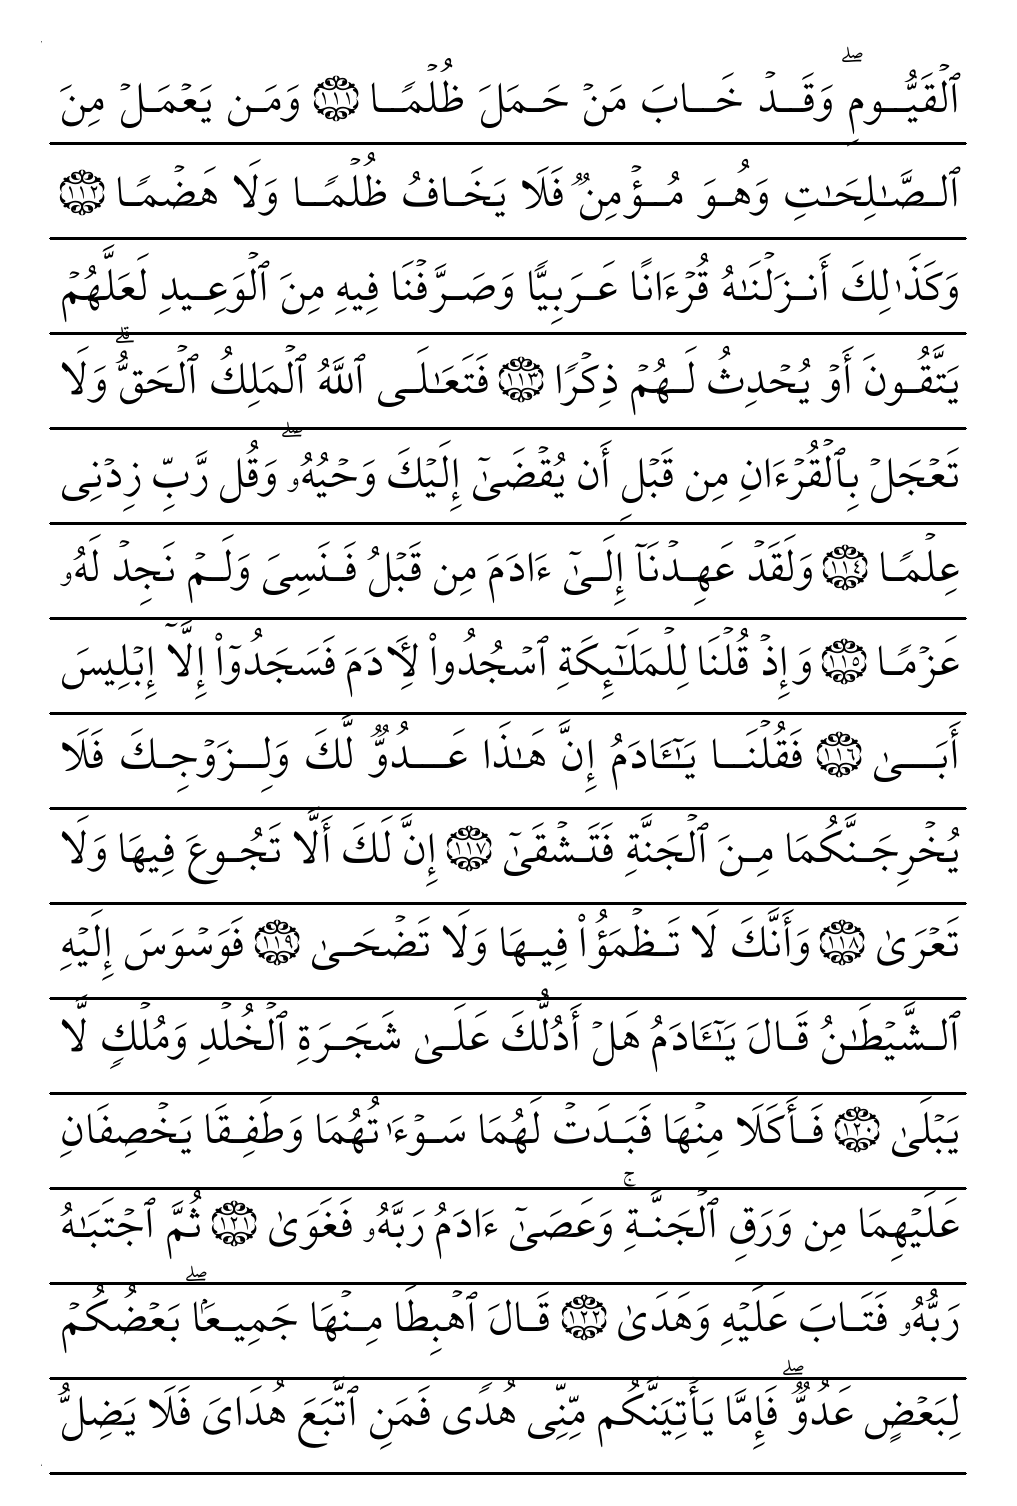 ٱلۡقَيُّومِۖ وَقَدۡ خَابَ مَنۡ حَمَلَ ظُلۡمًا ١١١ وَمَن يَعۡمَلۡ مِنَ
ٱلصَّٰلِحَٰتِ وَهُوَ مُؤۡمِنٞ فَلَا يَخَافُ ظُلۡمًا وَلَا هَضۡمًا ١١٢
وَكَذَٰلِكَ أَنزَلۡنَٰهُ قُرۡءَانًا عَرَبِيًّا وَصَرَّفۡنَا فِيهِ مِنَ ٱلۡوَعِيدِ لَعَلَّهُمۡ
يَتَّقُونَ أَوۡ يُحۡدِثُ لَهُمۡ ذِكۡرًا ١١٣ فَتَعَٰلَى ٱللَّهُ ٱلۡمَلِكُ ٱلۡحَقُّۗ وَلَا
تَعۡجَلۡ بِٱلۡقُرۡءَانِ مِن قَبۡلِ أَن يُقۡضَىٰٓ إِلَيۡكَ وَحۡيُهُۥۖ وَقُل رَّبِّ زِدۡنِي
عِلۡمًا ١١٤ وَلَقَدۡ عَهِدۡنَآ إِلَىٰٓ ءَادَمَ مِن قَبۡلُ فَنَسِيَ وَلَمۡ نَجِدۡ لَهُۥ
عَزۡمًا ١١٥ وَإِذۡ قُلۡنَا لِلۡمَلَٰٓئِكَةِ ٱسۡجُدُواْ لِأٓدَمَ فَسَجَدُوٓاْ إِلَّآ إِبۡلِيسَ
أَبَىٰ ١١٦ فَقُلۡنَا يَٰٓـَٔادَمُ إِنَّ هَٰذَا عَدُوّٞ لَّكَ وَلِزَوۡجِكَ فَلَا
يُخۡرِجَنَّكُمَا مِنَ ٱلۡجَنَّةِ فَتَشۡقَىٰٓ ١١٧ إِنَّ لَكَ أَلَّا تَجُوعَ فِيهَا وَلَا
تَعۡرَىٰ ١١٨ وَأَنَّكَ لَا تَظۡمَؤُاْ فِيهَا وَلَا تَضۡحَىٰ ١١٩ فَوَسۡوَسَ إِلَيۡهِ
ٱلشَّيۡطَٰنُ قَالَ يَٰٓـَٔادَمُ هَلۡ أَدُلُّكَ عَلَىٰ شَجَرَةِ ٱلۡخُلۡدِ وَمُلۡكٖ لَّا
يَبۡلَىٰ ١٢٠ فَأَكَلَا مِنۡهَا فَبَدَتۡ لَهُمَا سَوۡءَٰتُهُمَا وَطَفِقَا يَخۡصِفَانِ
عَلَيۡهِمَا مِن وَرَقِ ٱلۡجَنَّةِۚ وَعَصَىٰٓ ءَادَمُ رَبَّهُۥ فَغَوَىٰ ١٢١ ثُمَّ ٱجۡتَبَٰهُ
رَبُّهُۥ فَتَابَ عَلَيۡهِ وَهَدَىٰ ١٢٢ قَالَ ٱهۡبِطَا مِنۡهَا جَمِيعَۢاۖ بَعۡضُكُمۡ
لِبَعۡضٍ عَدُوّٞۖ فَإِمَّا يَأۡتِيَنَّكُم مِّنِّي هُدٗى فَمَنِ ٱتَّبَعَ هُدَايَ فَلَا يَضِلُّ